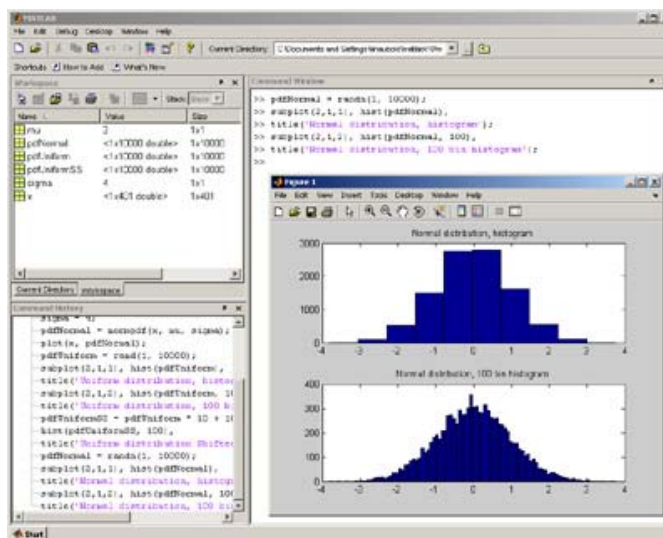 MATLAB
File Edit Debug Desktop Window Help
Current Directory: C:\Documents and Settings\
Shortcuts How to Add What's New
Workspace
Stack: Base
Name Value Size
mu 1x1
pdfNormal <1x10000 double> 1x10000
pdfUniform <1x10000 double> 1x10000
pdfUniformSS <1x10000 double> 1x10000
sigma 4 1x1
x <1x401 double> 1x401
Current Directory Workspace
Command History
sigma = 4;
pdfNormal = normpdf(x, mu, sigma);
plot(x, pdfNormal);
pdfUniform = rand(1, 10000);
subplot(2,1,1), hist(pdfUniform),
title('Uniform distribution, histo
subplot(2,1,2), hist(pdfUniform, 10
title('Uniform distribution, 100 b
pdfUniformSS = pdfUniform * 10 + 10
hist(pdfUniformSS, 100),
title('Uniform distribution Shifte
pdfNormal = randn(1, 10000);
subplot(2,1,1), hist(pdfNormal),
title('Normal distribution, histogr
subplot(2,1,2), hist(pdfNormal, 100
title('Normal distribution, 100 bi
Command Window
>> pdfNormal = randn(1, 10000);
>> subplot(2,1,1), hist(pdfNormal),
>> title('Normal distribution, histogram');
>> subplot(2,1,2), hist(pdfNormal, 100),
>> title('Normal distribution, 100 bin histogram');
>>
Figure 1
File Edit View Insert Tools Desktop Window Help
Normal distribution, histogram
3000
2000
1000
0
-4 -3 -2 -1 0 1 2 3 4
Normal distribution, 100 bin histogram
400
300
200
100
0
-4 -3 -2 -1 0 1 2 3 4
Start